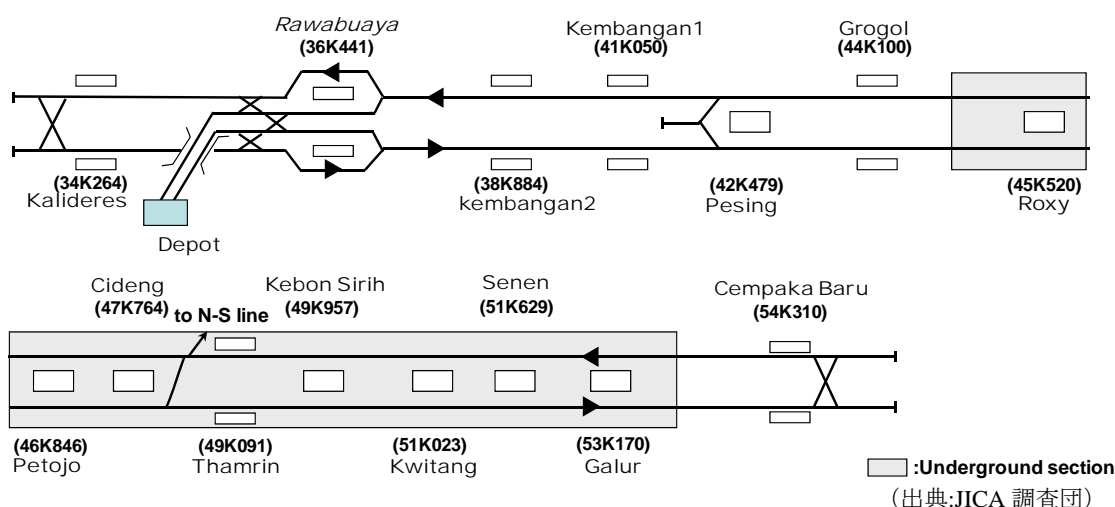 Rawabuaya
(36K441)
Kembangan1
(41K050)
Grogol
(44K100)
(34K264)
Kalideres
(38K884)
kembangan2
(42K479)
Pesing
(45K520)
Roxy
Depot
Cideng
(47K764)
to N-S line
Kebon Sirih
(49K957)
Senen
(51K629)
Cempaka Baru
(54K310)
(46K846)
Petojo
(49K091)
Thamrin
(51K023)
Kwitang
(53K170)
Galur
:Underground section
（出典:JICA 調査団）